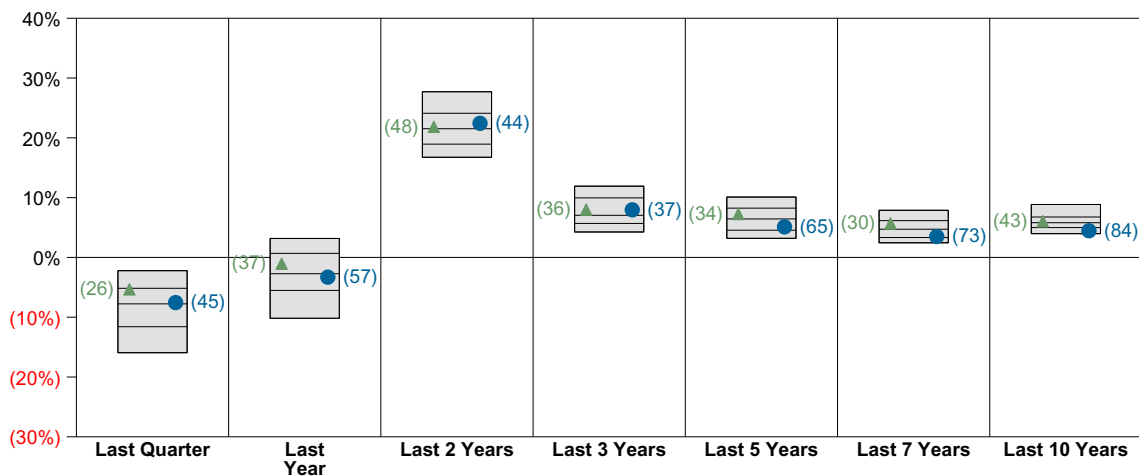 40%
30%
20%
10%
0%
(10%)
(20%)
(30%)
(26)
(45)
(37)
(57)
(48)
(44)
(36)
(37)
(34)
(65)
(30)
(73)
(43)
(84)
Last Quarter
Last
Year
Last 2 Years
Last 3 Years
Last 5 Years
Last 7 Years
Last 10 Years